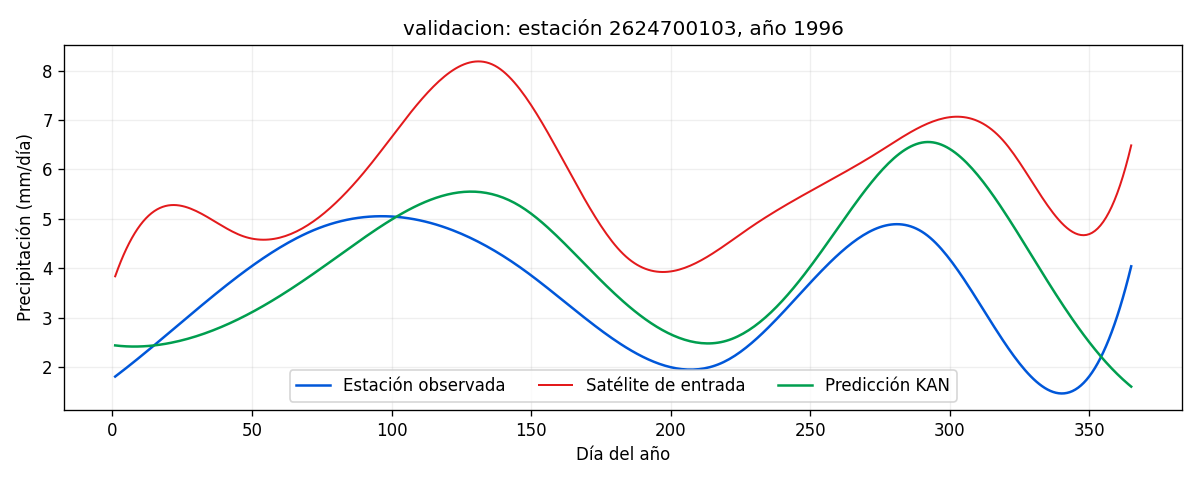 validacion: estación 2624700103, año 1996
Precipitación (mm/día)
8
7
6
5
4
3
2
Estación observada
Satélite de entrada
Predicción KAN
0
50
100
150
200
250
300
350
Día del año